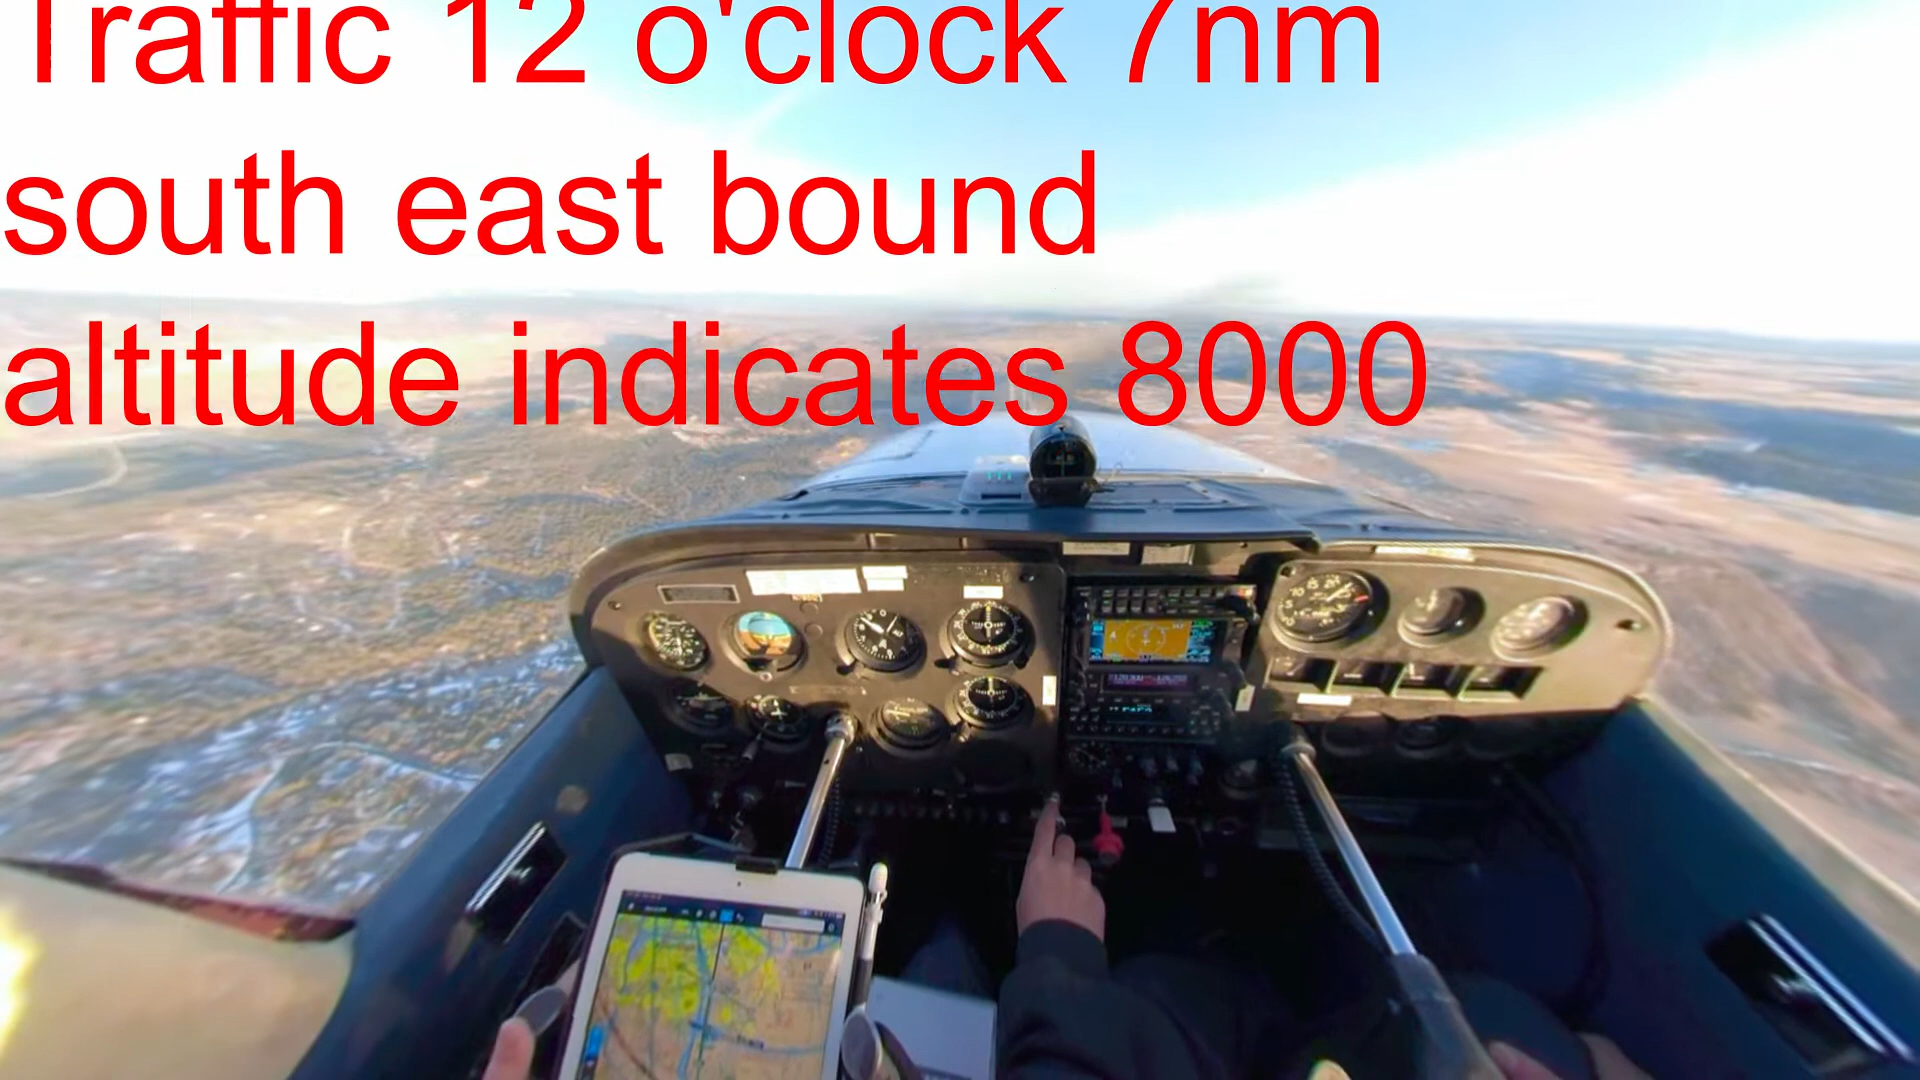 Traffic 12 o'clock 7nm
south east bound
altitude indicates 8000